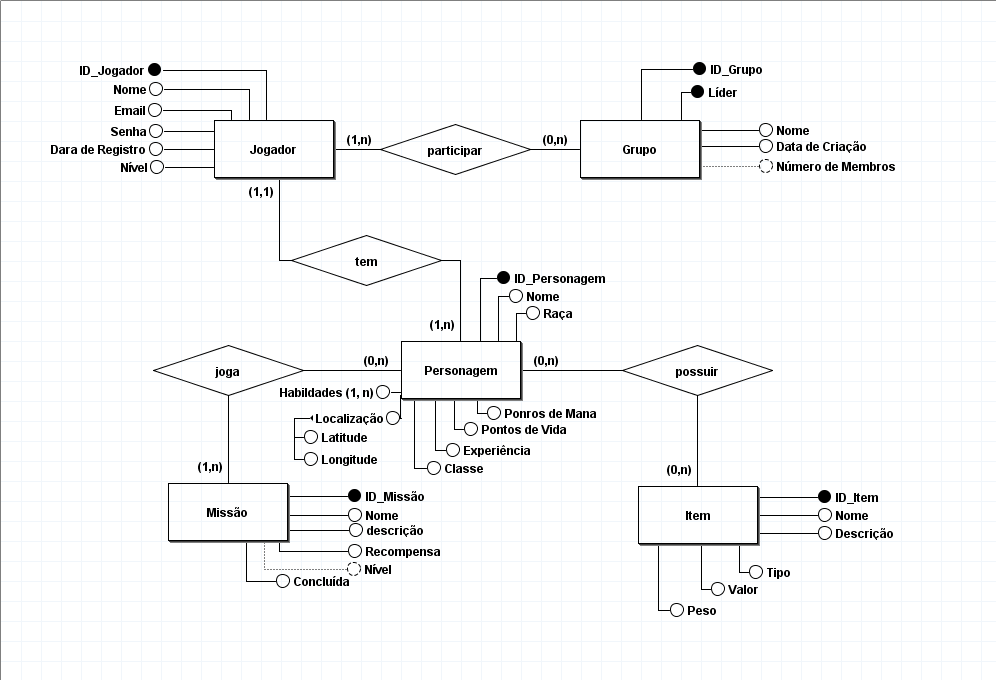 ID_Jogador
Nome
Email
Senha
Dara de Registro
Nível
Jogador
(1,n)
participar
(0,n)
ID_Grupo
Líder
Grupo
Nome
Data de Criação
Número de Membros
(1,1)
tem
(1,n)
ID_Personagem
Nome
Raça
joga
(0,n)
Personagem
(0,n)
possuir
Habildades (1, n)
Localização
Latitude
Longitude
Ponros de Mana
Pontos de Vida
Experiência
Classe
(1,n)
Missão
ID_Missão
Nome
descrição
Recompensa
Nível
Concluída
(0,n)
Item
ID_Item
Nome
Descrição
Tipo
Valor
Peso